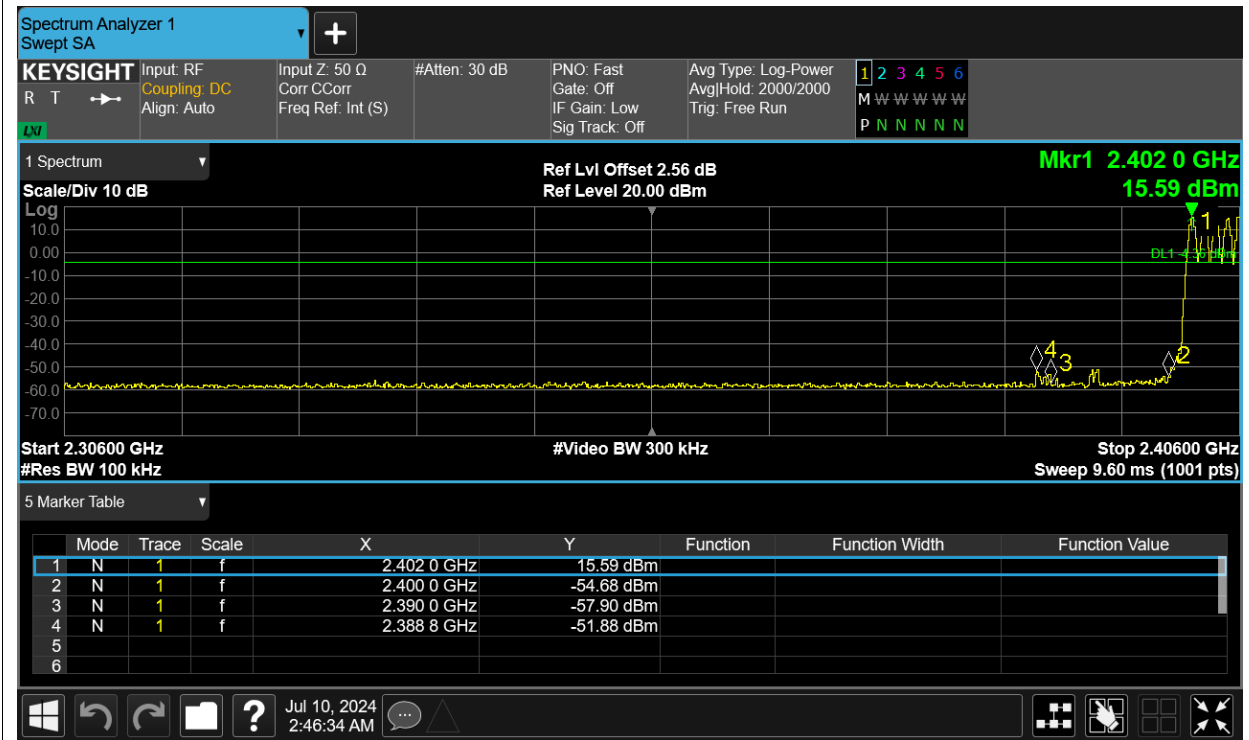 Spectrum Analyzer 1
Swept SA
+
KEYSIGHT Input: RF Input Z: 50 Ω #Atten: 30 dB PNO: Fast Avg Type: Log-Power 1 2 3 4 5 6
R T Coupling: DC Corr CCorr Gate: Off Avg|Hold: 2000/2000 M W W W W W
Align: Auto Freq Ref: Int (S) IF Gain: Low Trig: Free Run
LXI Sig Track: Off P N N N N N
1 Spectrum Ref Lvl Offset 2.56 dB Mkr1 2.402 0 GHz
Scale/Div 10 dB Ref Level 20.00 dBm 15.59 dBm
Log
1
10.0
0.00
DL1 -4.36 dBm
-10.0
-20.0
-30.0
-40.0
4 3 2
-50.0
-60.0
-70.0
Start 2.30600 GHz #Video BW 300 kHz Stop 2.40600 GHz
#Res BW 100 kHz Sweep 9.60 ms (1001 pts)
5 Marker Table
Mode Trace Scale X Y Function Function Width Function Value
1 N 1 f 2.402 0 GHz 15.59 dBm
2 N 1 f 2.400 0 GHz -54.68 dBm
3 N 1 f 2.390 0 GHz -57.90 dBm
4 N 1 f 2.388 8 GHz -51.88 dBm
5
6
? Jul 10, 2024
2:46:34 AM